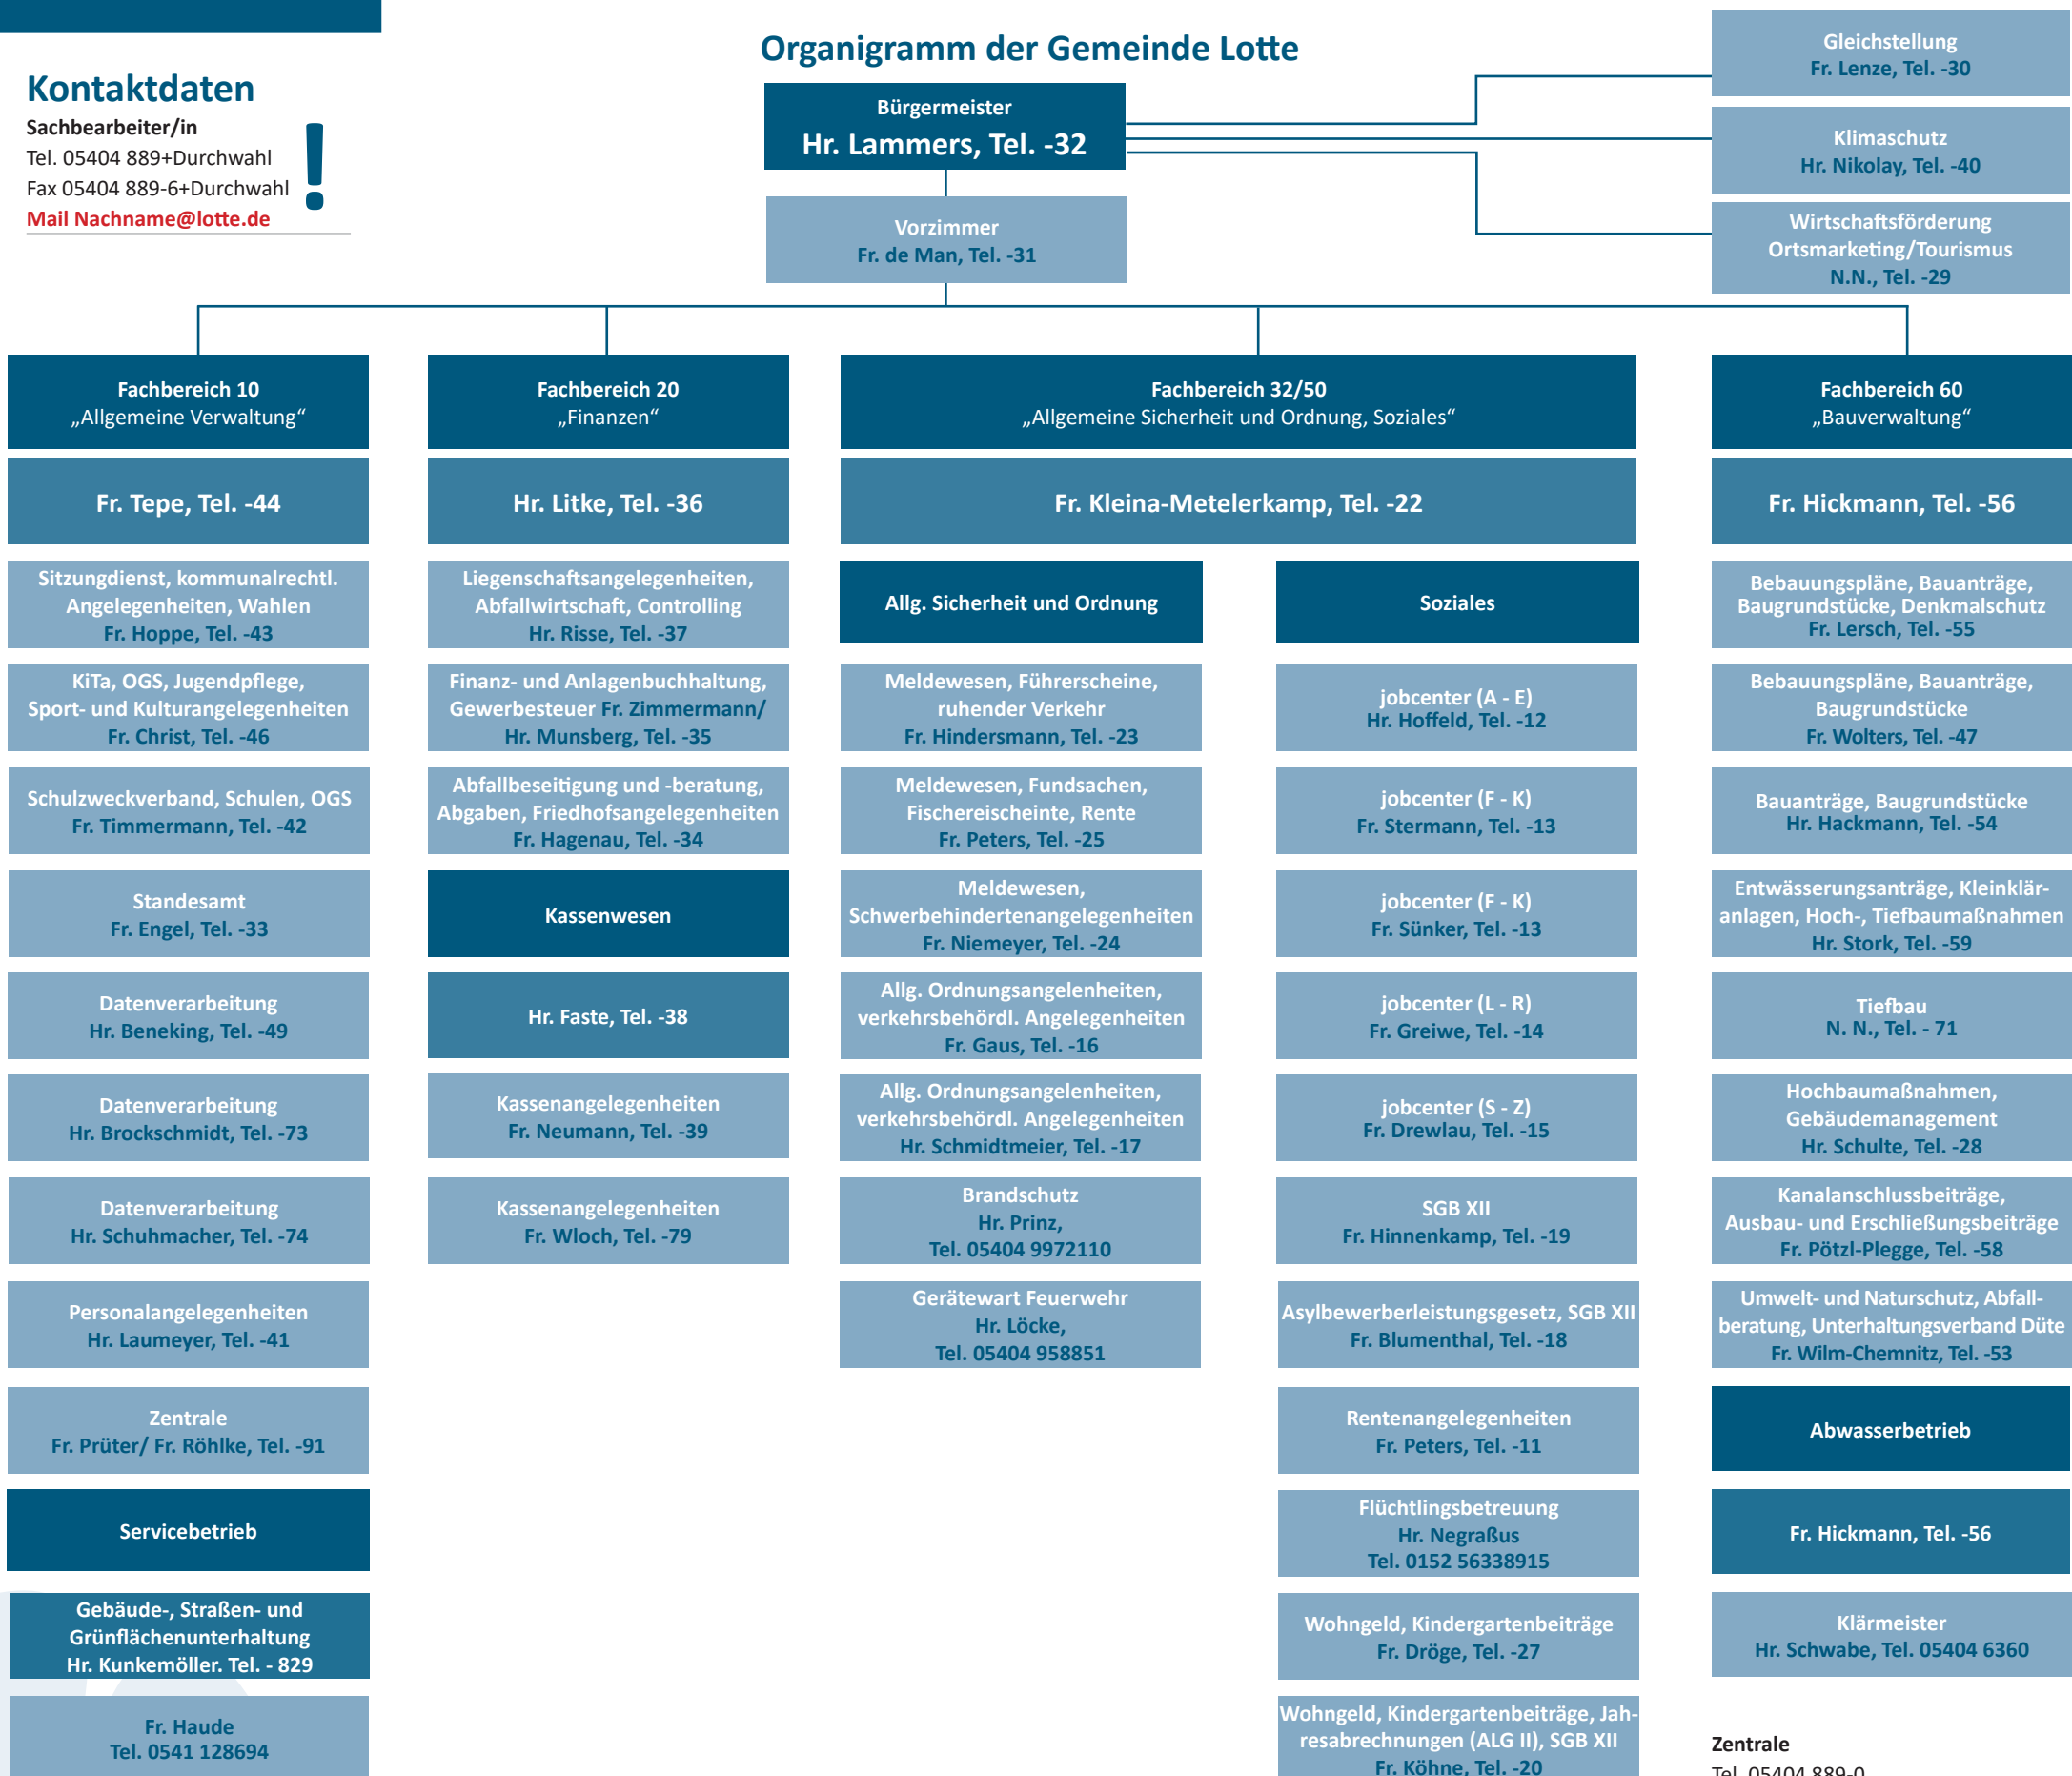 Organigramm der Gemeinde Lotte
Kontaktdaten
Sachbearbeiter/in
Tel. 05404 889+Durchwahl
Fax 05404 889-6+Durchwahl
Mail Nachname@lotte.de
!
Bürgermeister
Hr. Lammers, Tel. -32
Vorzimmer
Fr. de Man, Tel. -31
Gleichstellung
Fr. Lenze, Tel. -30
Klimaschutz
Hr. Nikolay, Tel. -40
Wirtschaftsförderung
Ortsmarketing/Tourismus
N.N., Tel. -29
Fachbereich 10
„Allgemeine Verwaltung“
Fr. Tepe, Tel. -44
Sitzungdienst, kommunalrechtl.
Angelegenheiten, Wahlen
Fr. Hoppe, Tel. -43
KiTa, OGS, Jugendpflege,
Sport- und Kulturangelegenheiten
Fr. Christ, Tel. -46
Schulzweckverband, Schulen, OGS
Fr. Timmermann, Tel. -42
Standesamt
Fr. Engel, Tel. -33
Datenverarbeitung
Hr. Beneking, Tel. -49
Datenverarbeitung
Hr. Brockschmidt, Tel. -73
Datenverarbeitung
Hr. Schuhmacher, Tel. -74
Personalangelegenheiten
Hr. Laumeyer, Tel. -41
Zentrale
Fr. Prüter/ Fr. Röhlke, Tel. -91
Servicebetrieb
Gebäude-, Straßen- und
Grünflächenunterhaltung
Hr. Kunkemöller. Tel. - 829
Fr. Haude
Tel. 0541 128694
Fachbereich 20
„Finanzen“
Hr. Litke, Tel. -36
Liegenschaftsangelegenheiten,
Abfallwirtschaft, Controlling
Hr. Risse, Tel. -37
Finanz- und Anlagenbuchhaltung,
Gewerbesteuer Fr. Zimmermann/
Hr. Munsberg, Tel. -35
Abfallbeseitigung und -beratung,
Abgaben, Friedhofsangelegenheiten
Fr. Hagenau, Tel. -34
Kassenwesen
Hr. Faste, Tel. -38
Kassenangelegenheiten
Fr. Neumann, Tel. -39
Kassenangelegenheiten
Fr. Wloch, Tel. -79
Fachbereich 32/50
„Allgemeine Sicherheit und Ordnung, Soziales“
Fr. Kleina-Metelerkamp, Tel. -22
Allg. Sicherheit und Ordnung
Meldewesen, Führerscheine,
ruhender Verkehr
Fr. Hindersmann, Tel. -23
Meldewesen, Fundsachen,
Fischereischeinte, Rente
Fr. Peters, Tel. -25
Meldewesen,
Schwerbehindertenangelegenheiten
Fr. Niemeyer, Tel. -24
Allg. Ordnungsangelenheiten,
verkehrsbehördl. Angelegenheiten
Fr. Gaus, Tel. -16
Allg. Ordnungsangelenheiten,
verkehrsbehördl. Angelegenheiten
Hr. Schmidtmeier, Tel. -17
Brandschutz
Hr. Prinz,
Tel. 05404 9972110
Gerätewart Feuerwehr
Hr. Löcke,
Tel. 05404 958851
Soziales
jobcenter (A - E)
Hr. Hoffeld, Tel. -12
jobcenter (F - K)
Fr. Stermann, Tel. -13
jobcenter (F - K)
Fr. Sünker, Tel. -13
jobcenter (L - R)
Fr. Greiwe, Tel. -14
jobcenter (S - Z)
Fr. Drewlau, Tel. -15
SGB XII
Fr. Hinnenkamp, Tel. -19
Asylbewerberleistungsgesetz, SGB XII
Fr. Blumenthal, Tel. -18
Rentenangelegenheiten
Fr. Peters, Tel. -11
Flüchtlingsbetreuung
Hr. Negraßus
Tel. 0152 56338915
Wohngeld, Kindergartenbeiträge
Fr. Dröge, Tel. -27
Wohngeld, Kindergartenbeiträge, Jah-
resabrechnungen (ALG II), SGB XII
Fr. Köhne, Tel. -20
Fachbereich 60
„Bauverwaltung“
Fr. Hickmann, Tel. -56
Bebauungspläne, Bauanträge,
Baugrundstücke, Denkmalschutz
Fr. Lersch, Tel. -55
Bebauungspläne, Bauanträge,
Baugrundstücke
Fr. Wolters, Tel. -47
Bauanträge, Baugrundstücke
Hr. Hackmann, Tel. -54
Entwässerungsanträge, Kleinklär-
anlagen, Hoch-, Tiefbaumaßnahmen
Hr. Stork, Tel. -59
Tiefbau
N. N., Tel. - 71
Hochbaumaßnahmen,
Gebäudemanagement
Hr. Schulte, Tel. -28
Kanalanschlussbeiträge,
Ausbau- und Erschließungsbeiträge
Fr. Pötzl-Plegge, Tel. -58
Umwelt- und Naturschutz, Abfall-
beratung, Unterhaltungsverband Düte
Fr. Wilm-Chemnitz, Tel. -53
Abwasserbetrieb
Fr. Hickmann, Tel. -56
Klärmeister
Hr. Schwabe, Tel. 05404 6360
Zentrale
Tel. 05404 889-0